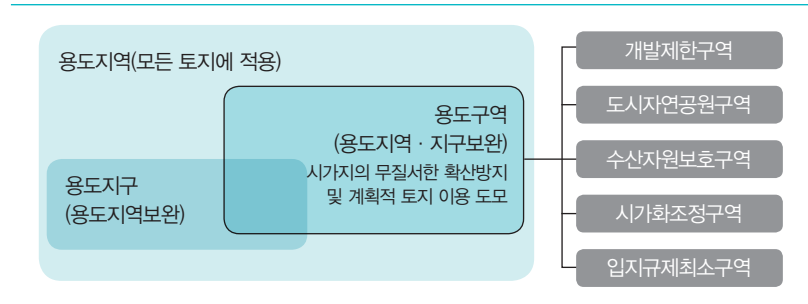 용도지역(모든 토지에 적용)
용도구역
(용도지역 · 지구보완)
시가지의 무질서한 확산방지
및 계획적 토지 이용 도모
용도지구
(용도지역보완)
개발제한구역
도시자연공원구역
수산자원보호구역
시가화조정구역
입지규제최소구역